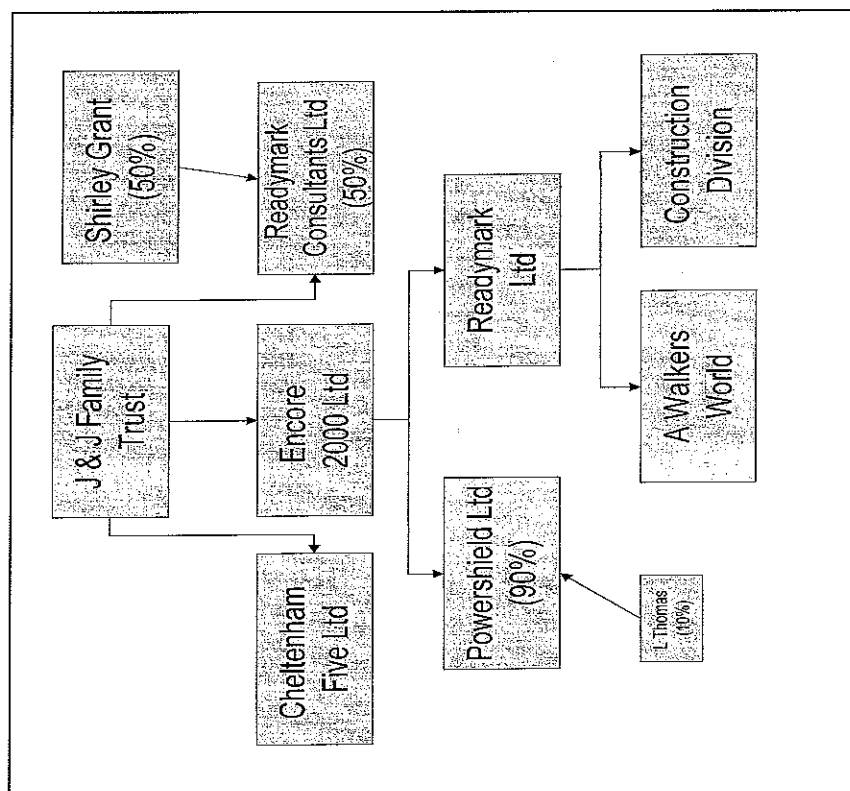 J & J Family
Trust
Shirley Grant
(50%)
Cheltenham
Five Ltd
Encore
2000 Ltd
Readymark
Consultants Ltd
(50%)
Powershield Ltd
(90%)
Readymark
Ltd
L Thomas
(10%)
A Walkers
World
Construction
Division